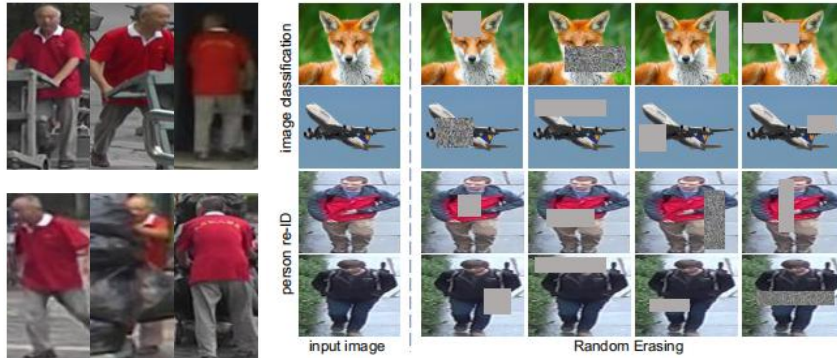 image classification
person re-ID
input image
Random Erasing